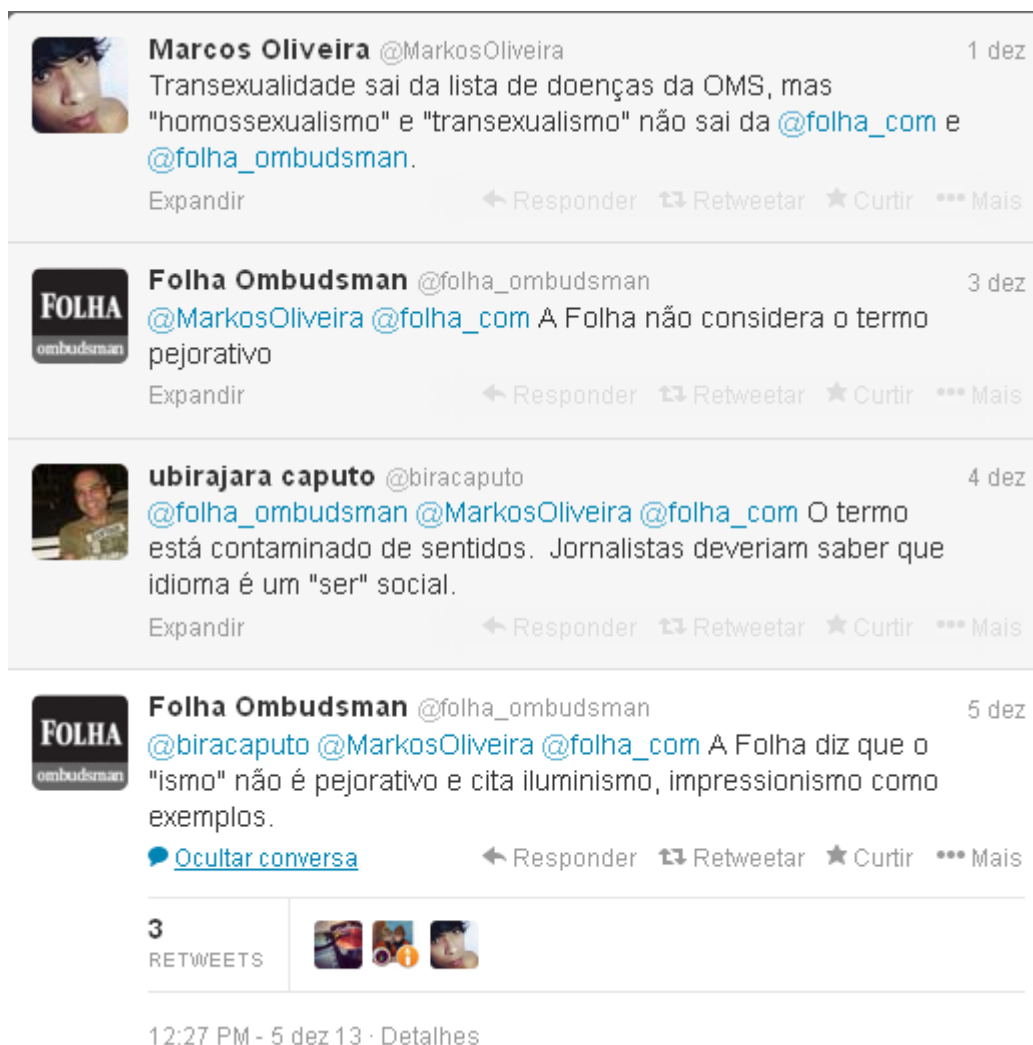 Marcos Oliveira @MarkosOliveira 1 dez
Transexualidade sai da lista de doenças da OMS, mas
"homossexualismo" e "transexualismo" não sai da @folha_com e
@folha_ombudsman.
Expandir Responder Retweetar Curtir Mais
FOLHA
ombudsman
Folha Ombudsman @folha_ombudsman 3 dez
@MarkosOliveira @folha_com A Folha não considera o termo
pejorativo
Expandir Responder Retweetar Curtir Mais
ubirajara caputo @biracaputo 4 dez
@folha_ombudsman @MarkosOliveira @folha_com O termo
está contaminado de sentidos. Jornalistas deveriam saber que
idioma é um "ser" social.
Expandir Responder Retweetar Curtir Mais
FOLHA
ombudsman
Folha Ombudsman @folha_ombudsman 5 dez
@biracaputo @MarkosOliveira @folha_com A Folha diz que o
"ismo" não é pejorativo e cita iluminismo, impressionismo como
exemplos.
Ocultar conversa Responder Retweetar Curtir Mais
3
RETWEETS
12:27 PM - 5 dez 13 · Detalhes